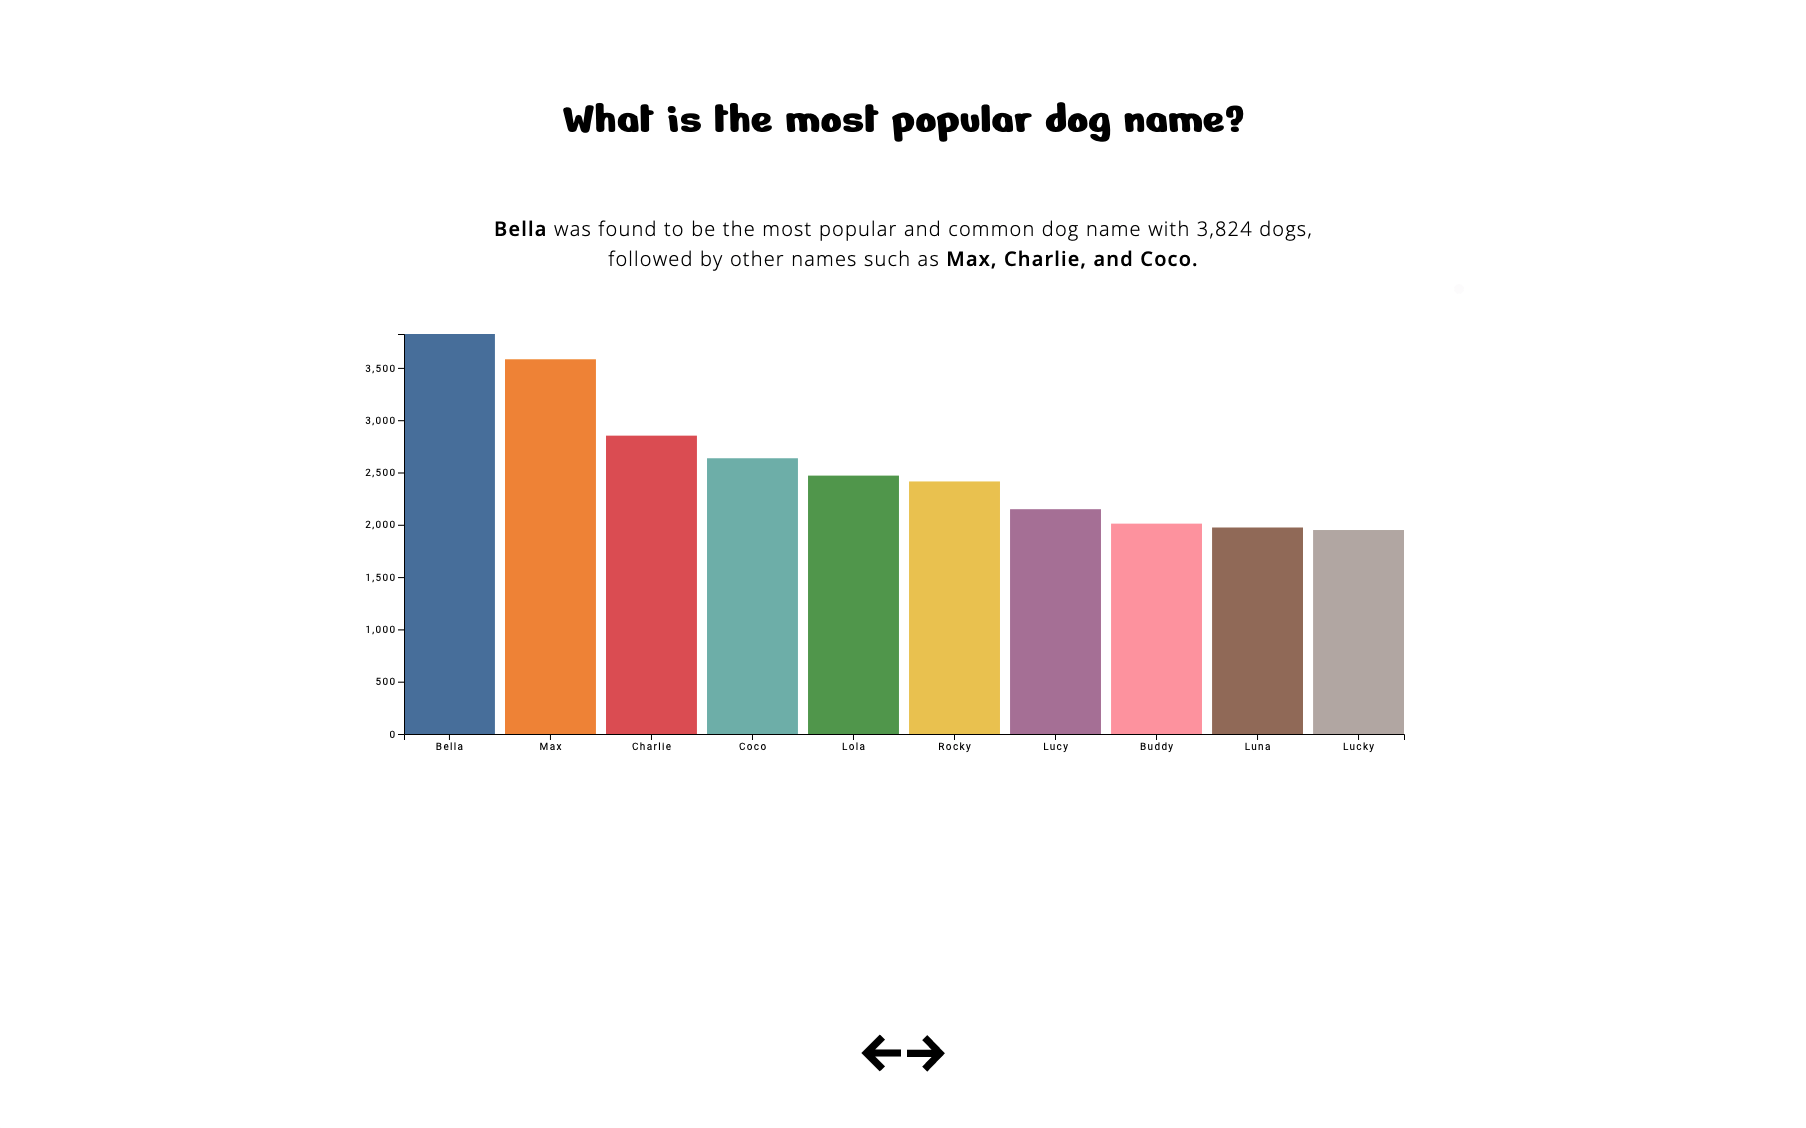 What is the most popular dog name?
Bella was found to be the most popular and common dog name with 3,824 dogs,
followed by other names such as Max, Charlie, and Coco.
3,500
3,000
2,500
2,000
1,500
1,000
500
0
Bella Max Charlie Coco Lola Rocky Lucy Buddy Luna Lucky